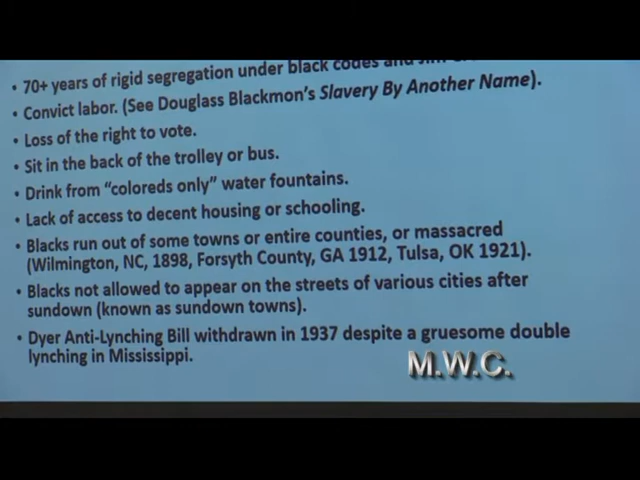 • 70+ years of rigid segregation under black codes and Jim
• Convict labor. (See Douglass Blackmon's Slavery By Another Name).
• Loss of the right to vote.
• Sit in the back of the trolley or bus.
• Drink from "coloreds only" water fountains.
• Lack of access to decent housing or schooling.
• Blacks run out of some towns or entire counties, or massacred
(Wilmington, NC, 1898, Forsyth County, GA 1912, Tulsa, OK 1921).
• Blacks not allowed to appear on the streets of various cities after
sundown (known as sundown towns).
• Dyer Anti-Lynching Bill withdrawn in 1937 despite a gruesome double
lynching in Mississippi.
M.W.C.